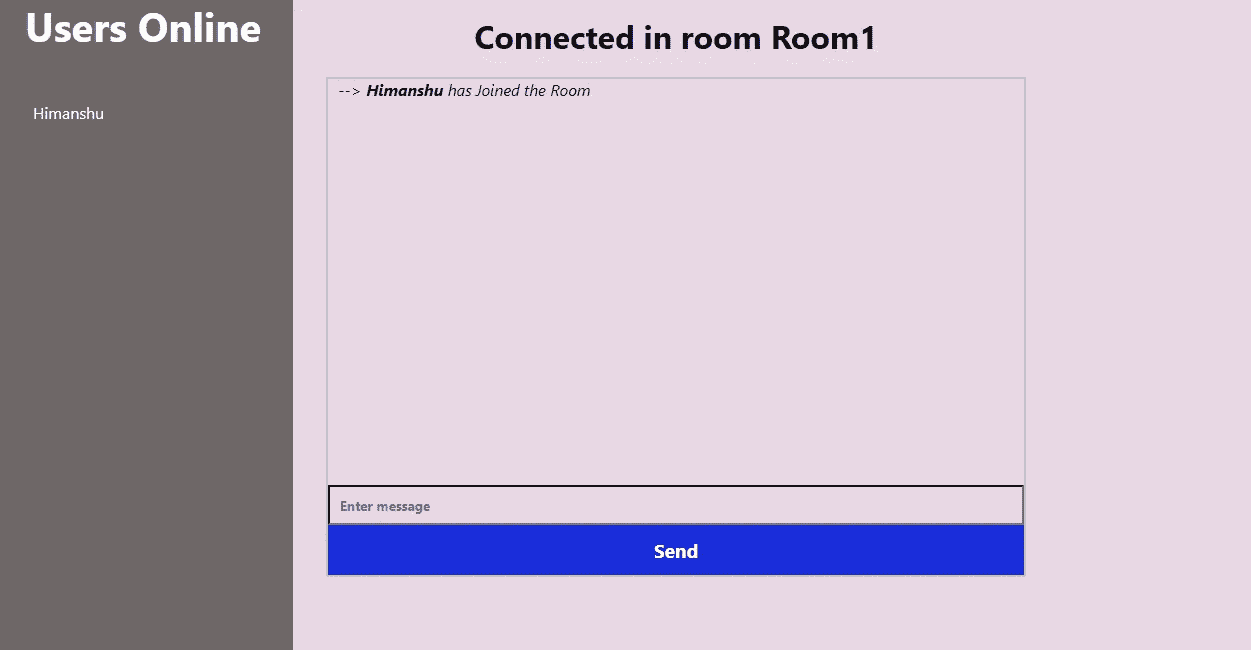 Users Online
Himanshu
Connected in room Room1
--> Himanshu has Joined the Room
Enter message
Send